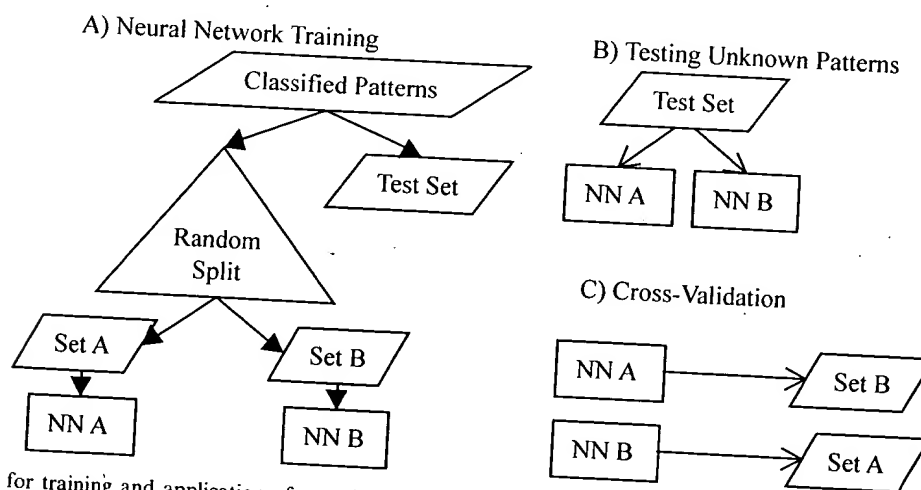 A) Neural Network Training
Classified Patterns
Test Set
Random
Split
Set A
Set B
NN A
NN B
B) Testing Unknown Patterns
Test Set
NN A
NN B
C) Cross-Validation
NN A
Set B
NN B
Set A
for training and application